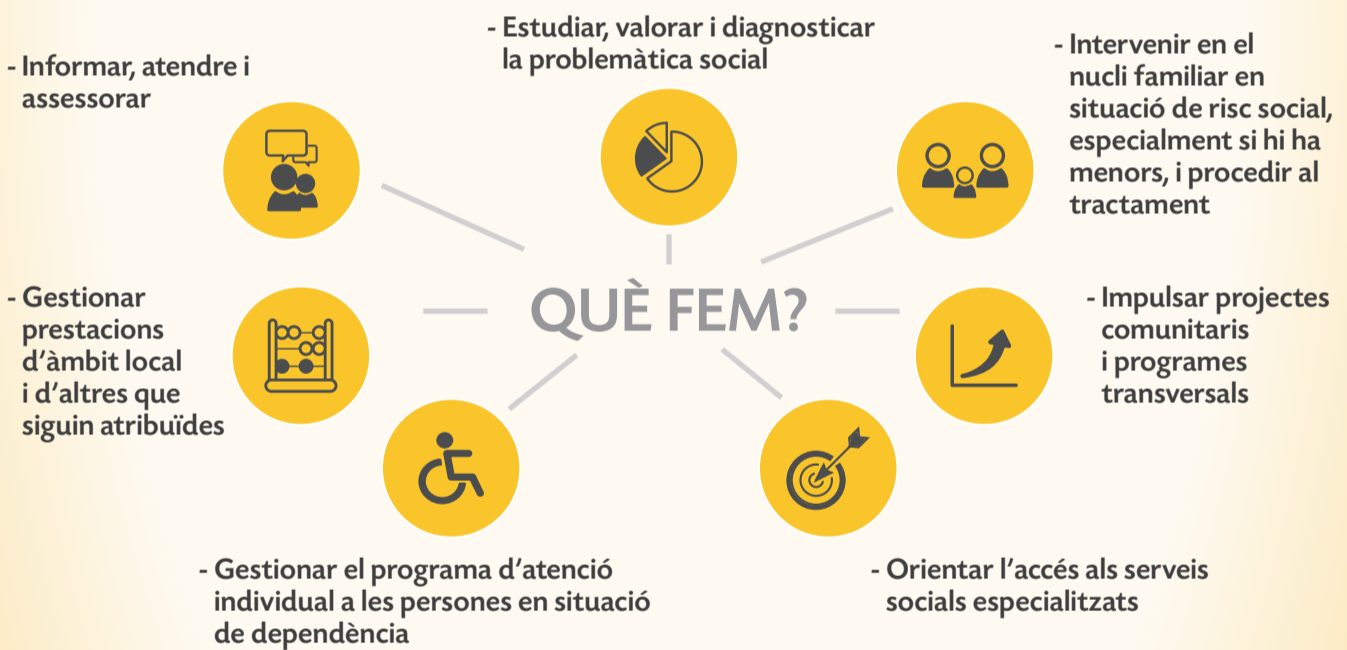 - Informar, atendre i
assessorar
- Estudiar, valorar i diagnosticar
la problemàtica social
- Intervenir en el
nucli familiar en
situació de risc social,
especialment si hi ha
menors, i procedir al
tractament
QUÈ FEM?
- Gestionar
prestacions
d’àmbit local
i d’altres que
siguin atribuïdes
- Impulsar projectes
comunitaris
i programes
transversals
- Gestionar el programa d’atenció
individual a les persones en situació
de dependència
- Orientar l’accés als serveis
socials especialitzats